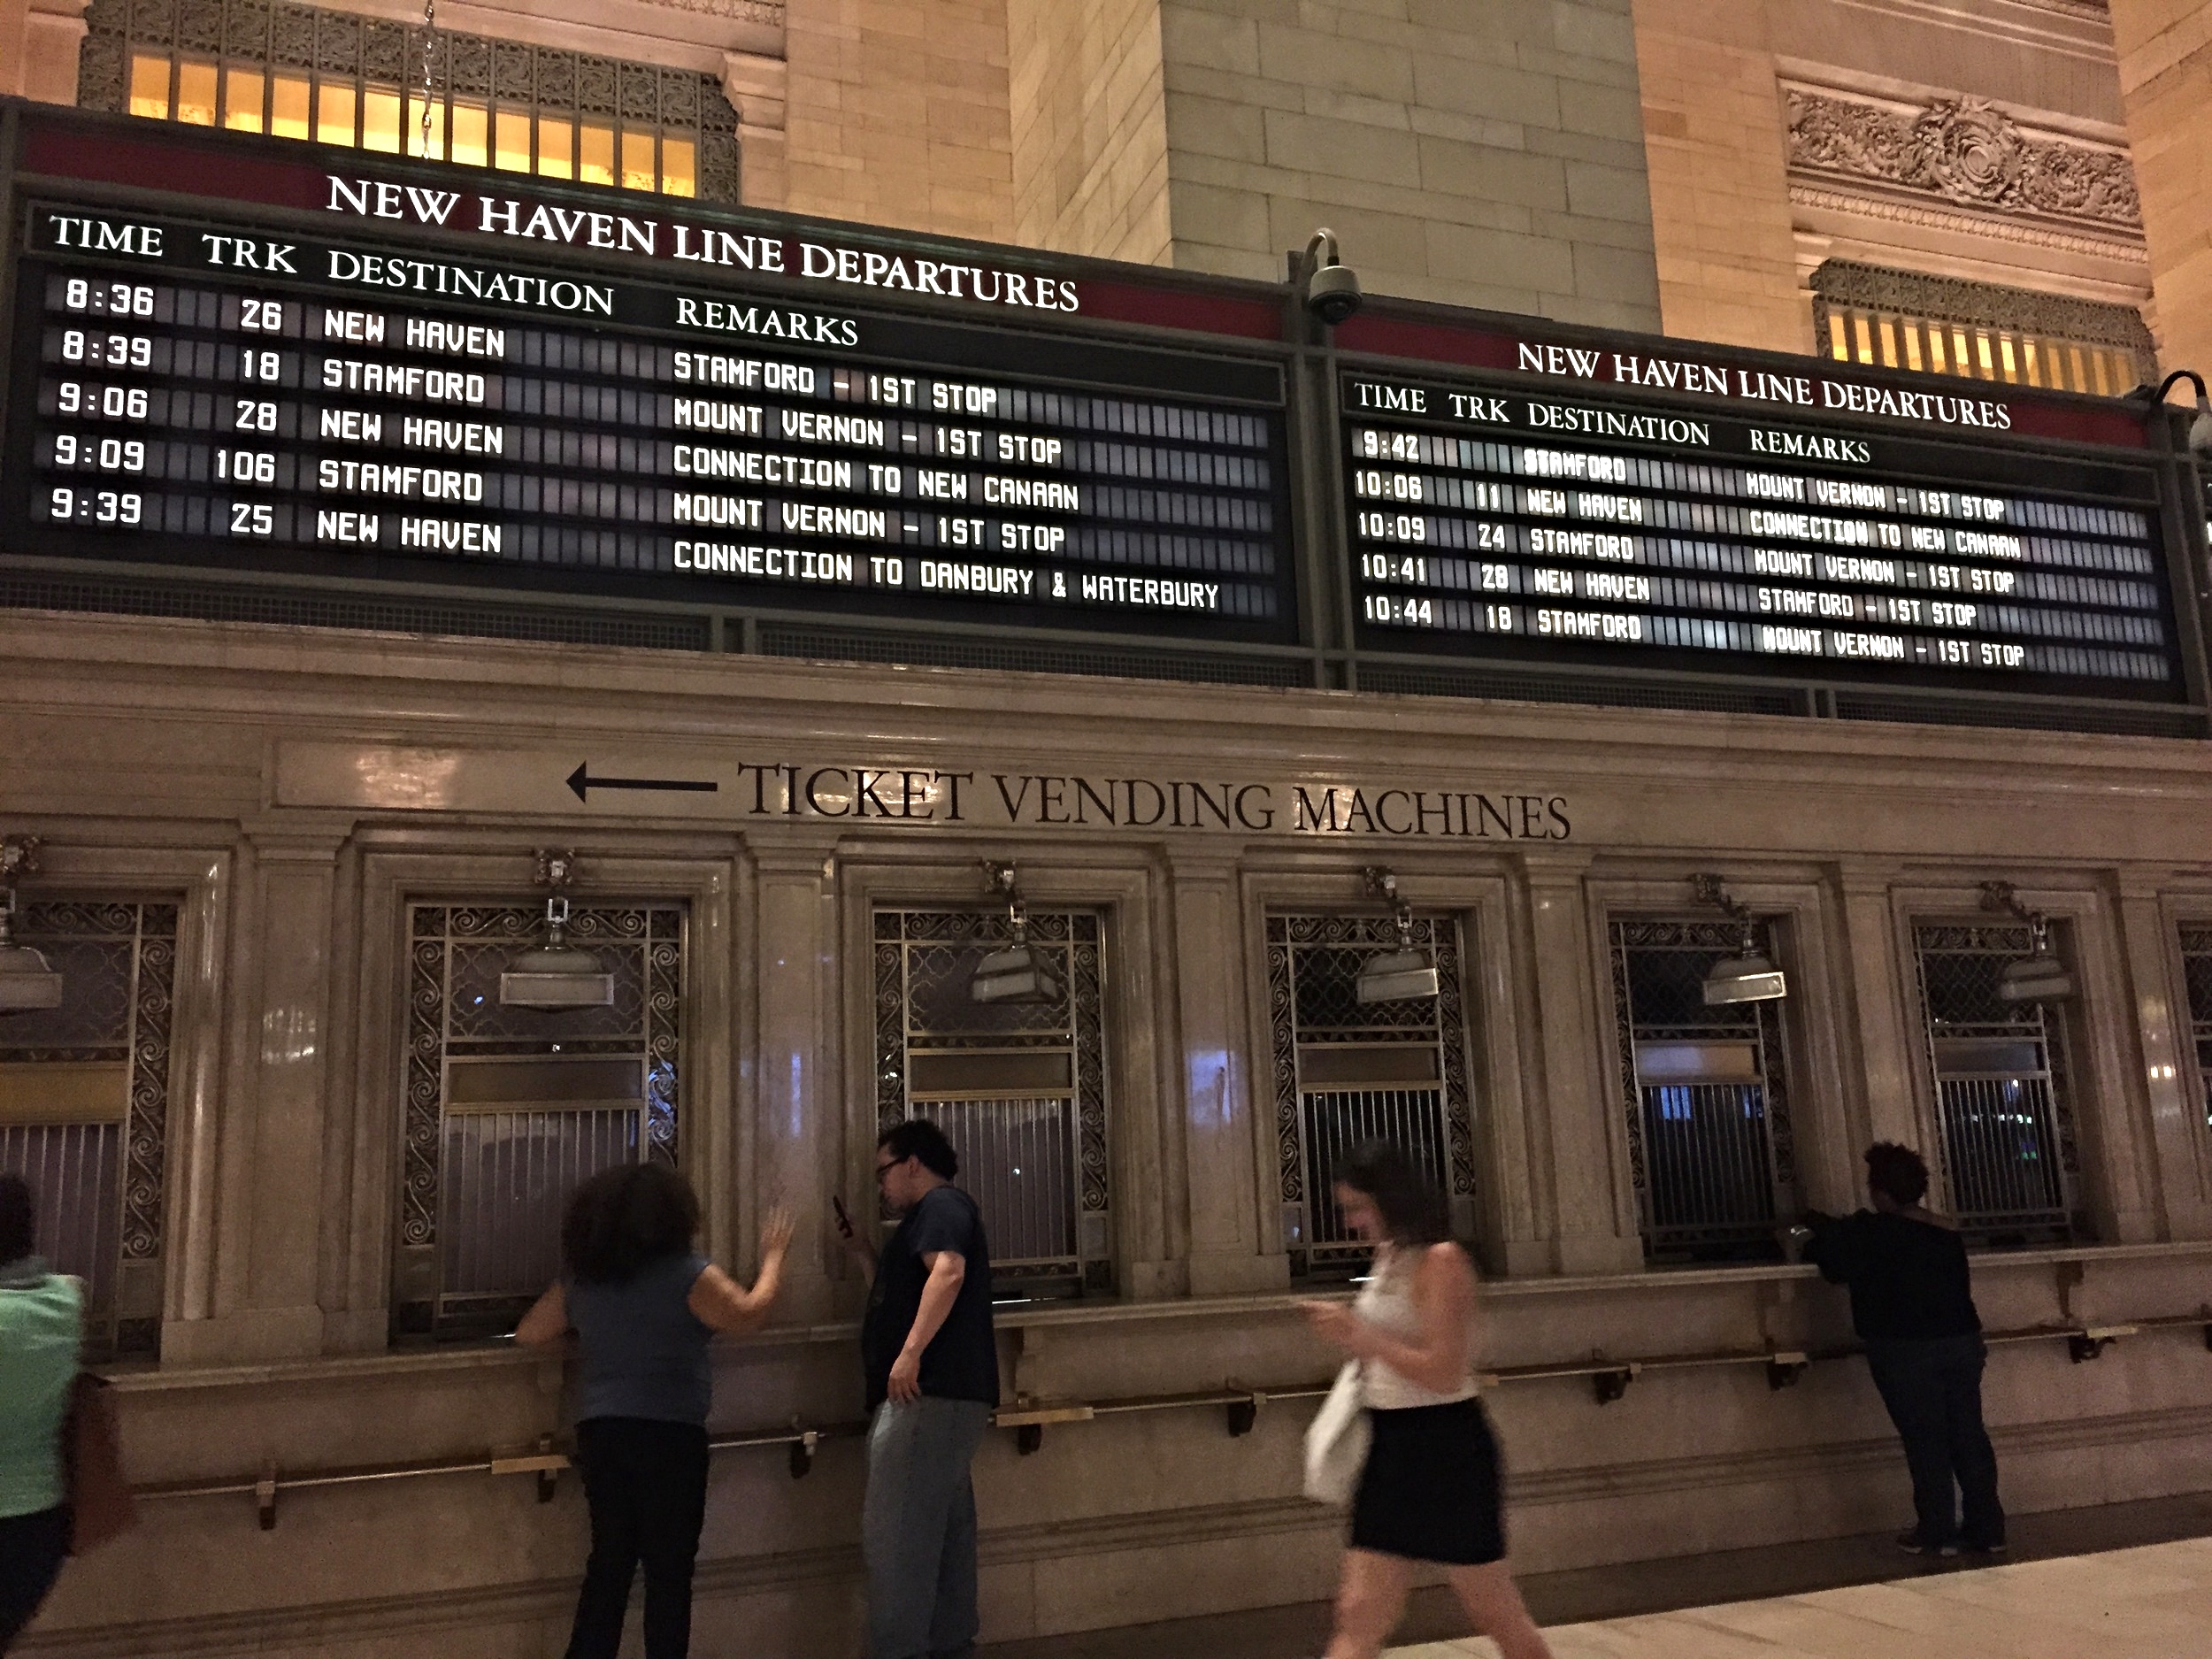 NEW HAVEN LINE DEPARTURES
TIME TRK DESTINATION REMARKS
8:36 26 NEW HAVEN STAMFORD - 1ST STOP
8:39 18 STAMFORD MOUNT VERNON - 1ST STOP
9:06 28 NEW HAVEN CONNECTION TO NEW CANAAN
9:09 106 STAMFORD MOUNT VERNON - 1ST STOP
9:39 25 NEW HAVEN CONNECTION TO DANBURY & WATERBURY
NEW HAVEN LINE DEPARTURES
TIME TRK DESTINATION REMARKS
9:42 STAMFORD MOUNT VERNON - 1ST STOP
10:06 11 NEW HAVEN CONNECTION TO NEW CANAAN
10:09 24 STAMFORD MOUNT VERNON - 1ST STOP
10:41 28 NEW HAVEN STAMFORD - 1ST STOP
10:44 18 STAMFORD MOUNT VERNON - 1ST STOP
← TICKET VENDING MACHINES